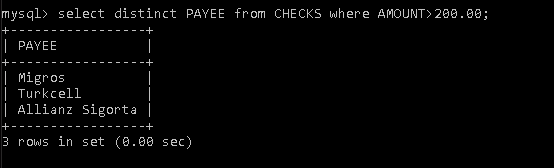 mysql> select distinct PAYEE from CHECKS where AMOUNT>200.00;
+-----------------+
| PAYEE           |
+-----------------+
| Migros          |
| Turkcell        |
| Allianz Sigorta |
+-----------------+
3 rows in set (0.00 sec)